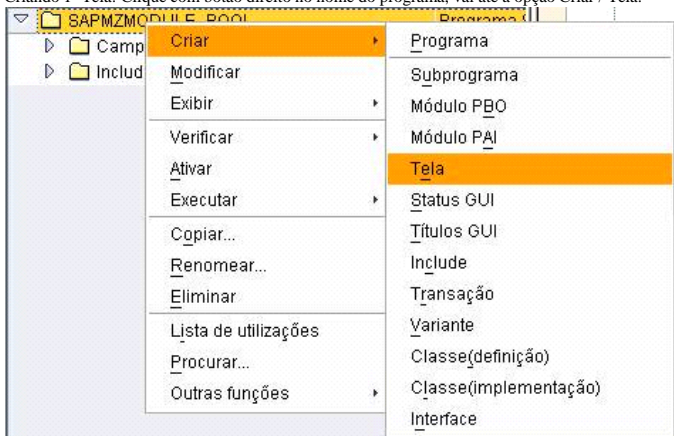 Criando 1ª Tela: Clique com botão direito no nome do programa, vai até a opção Criar / Tela.
SAPMZMODULE_POOL
Programa
Camp
Includ
Criar
Modificar
Exibir
Verificar
Ativar
Executar
Copiar...
Renomear...
Eliminar
Lista de utilizações
Procurar...
Outras funções
Programa
Subprograma
Módulo PBO
Módulo PAI
Tela
Status GUI
Títulos GUI
Include
Transação
Variante
Classe(definição)
Classe(implementação)
Interface